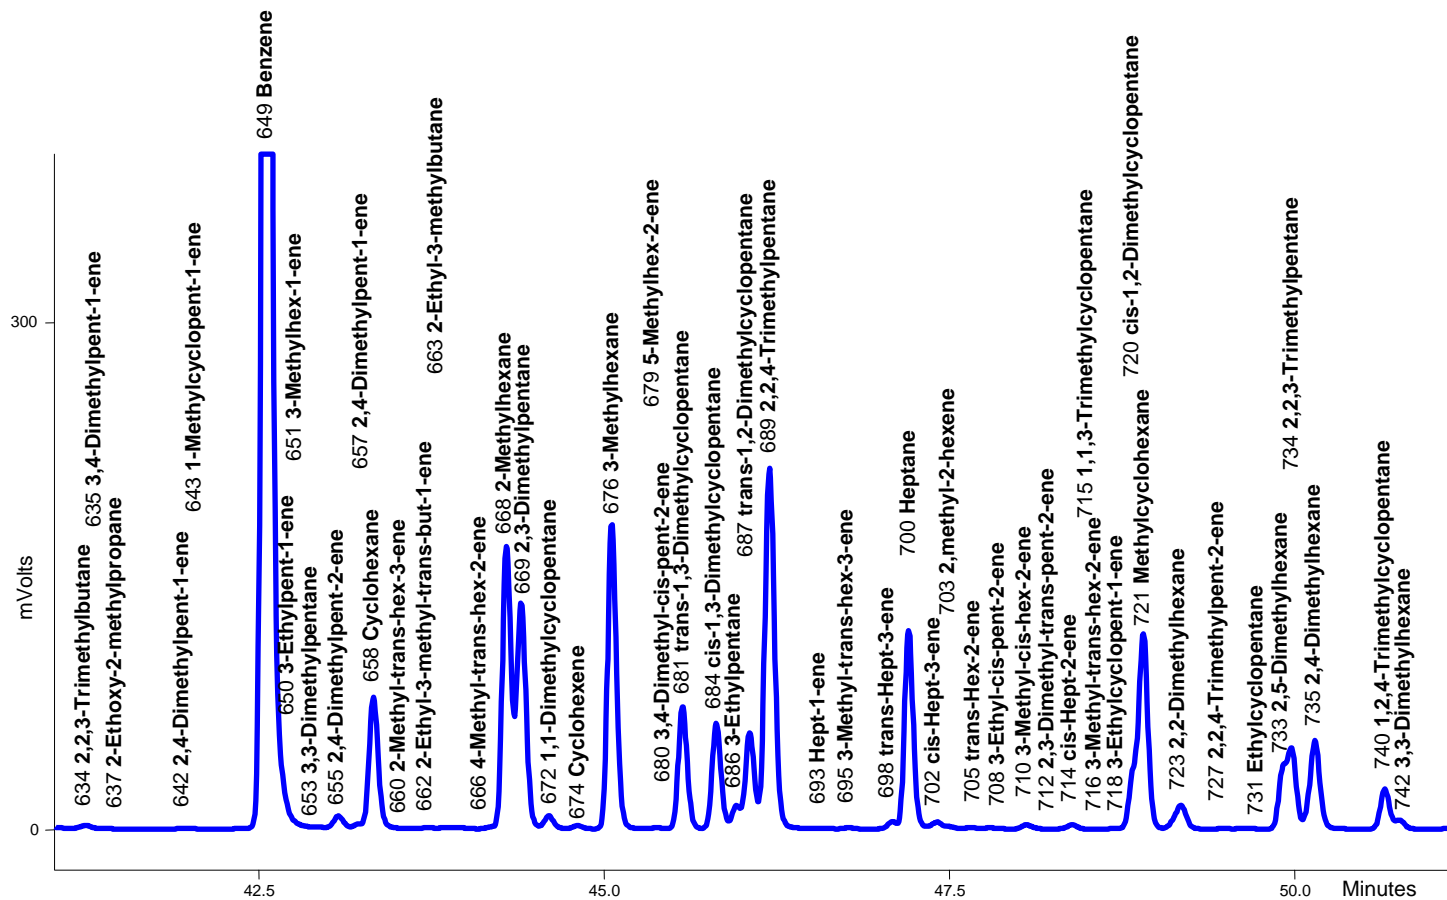 mVolts
300
0
634 2,2,3-Trimethylbutane
635 3,4-Dimethylpent-1-ene
637 2-Ethoxy-2-methylpropane
642 2,4-Dimethylpent-1-ene
643 1-Methylcyclopent-1-ene
649 Benzene
650 3-Ethylpent-1-ene
651 3-Methylhex-1-ene
653 3,3-Dimethylpentane
655 2,4-Dimethylpent-2-ene
657 2,4-Dimethylpent-1-ene
658 Cyclohexane
660 2-Methyl-trans-hex-3-ene
662 2-Ethyl-3-methyl-trans-but-1-ene
663 2-Ethyl-3-methylbutane
666 4-Methyl-trans-hex-2-ene
668 2-Methylhexane
669 2,3-Dimethylpentane
672 1,1-Dimethylcyclopentane
674 Cyclohexene
676 3-Methylhexane
679 5-Methylhex-2-ene
680 3,4-Dimethyl-cis-pent-2-ene
681 trans-1,3-Dimethylcyclopentane
684 cis-1,3-Dimethylcyclopentane
686 3-Ethylpentane
687 trans-1,2-Dimethylcyclopentane
689 2,2,4-Trimethylpentane
693 Hept-1-ene
695 3-Methyl-trans-hex-3-ene
698 trans-Hept-3-ene
700 Heptane
702 cis-Hept-3-ene
703 2,methyl-2-hexene
705 trans-Hex-2-ene
708 3-Ethyl-cis-pent-2-ene
710 3-Methyl-cis-hex-2-ene
712 2,3-Dimethyl-trans-pent-2-ene
714 cis-Hept-2-ene
715 1,1,3-Trimethylcyclopentane
716 3-Methyl-trans-hex-2-ene
718 3-Ethylcyclopent-1-ene
720 cis-1,2-Dimethylcyclopentane
721 Methylcyclohexane
723 2,2-Dimethylhexane
727 2,2,4-Trimethylpent-2-ene
731 Ethylcyclopentane
733 2,5-Dimethylhexane
734 2,2,3-Trimethylpentane
735 2,4-Dimethylhexane
740 1,2,4-Trimethylcyclopentane
742 3,3-Dimethylhexane
42.5
45.0
47.5
50.0
Minutes